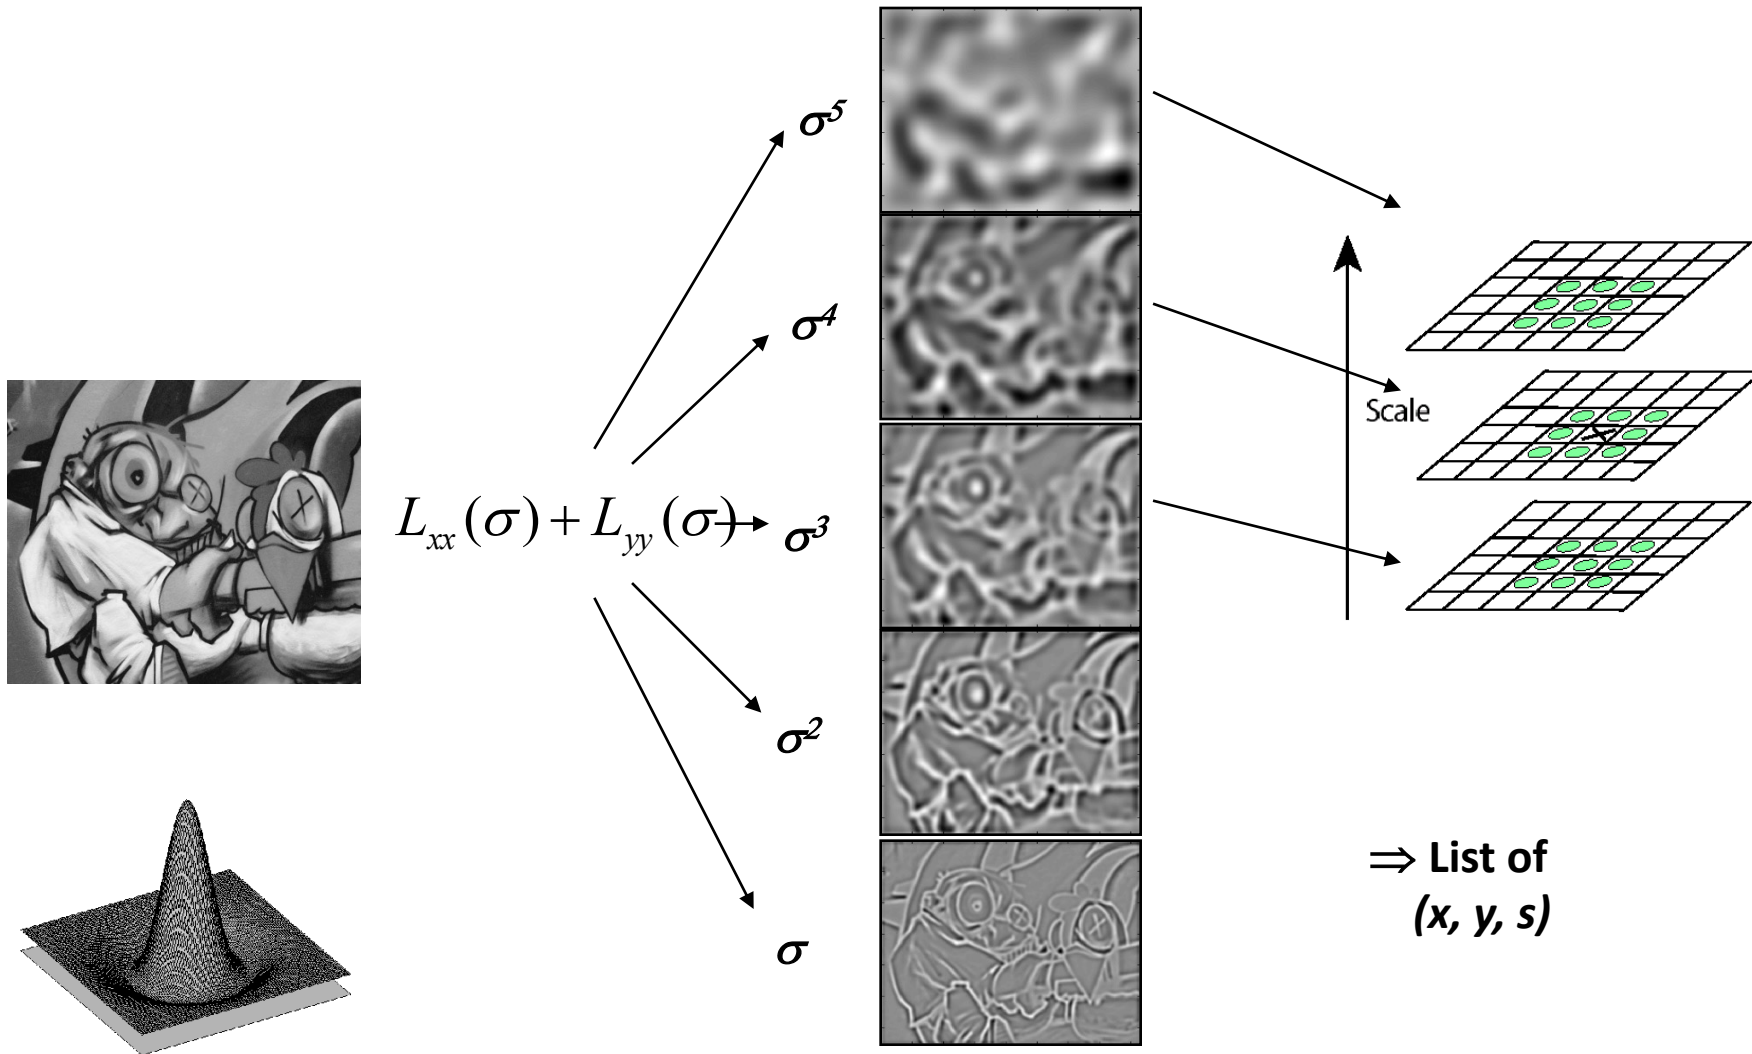 σ⁵
σ⁴
Scale
L_xx(σ) + L_yy(σ)
σ³
σ²
⇒ List of
(x, y, s)
σ